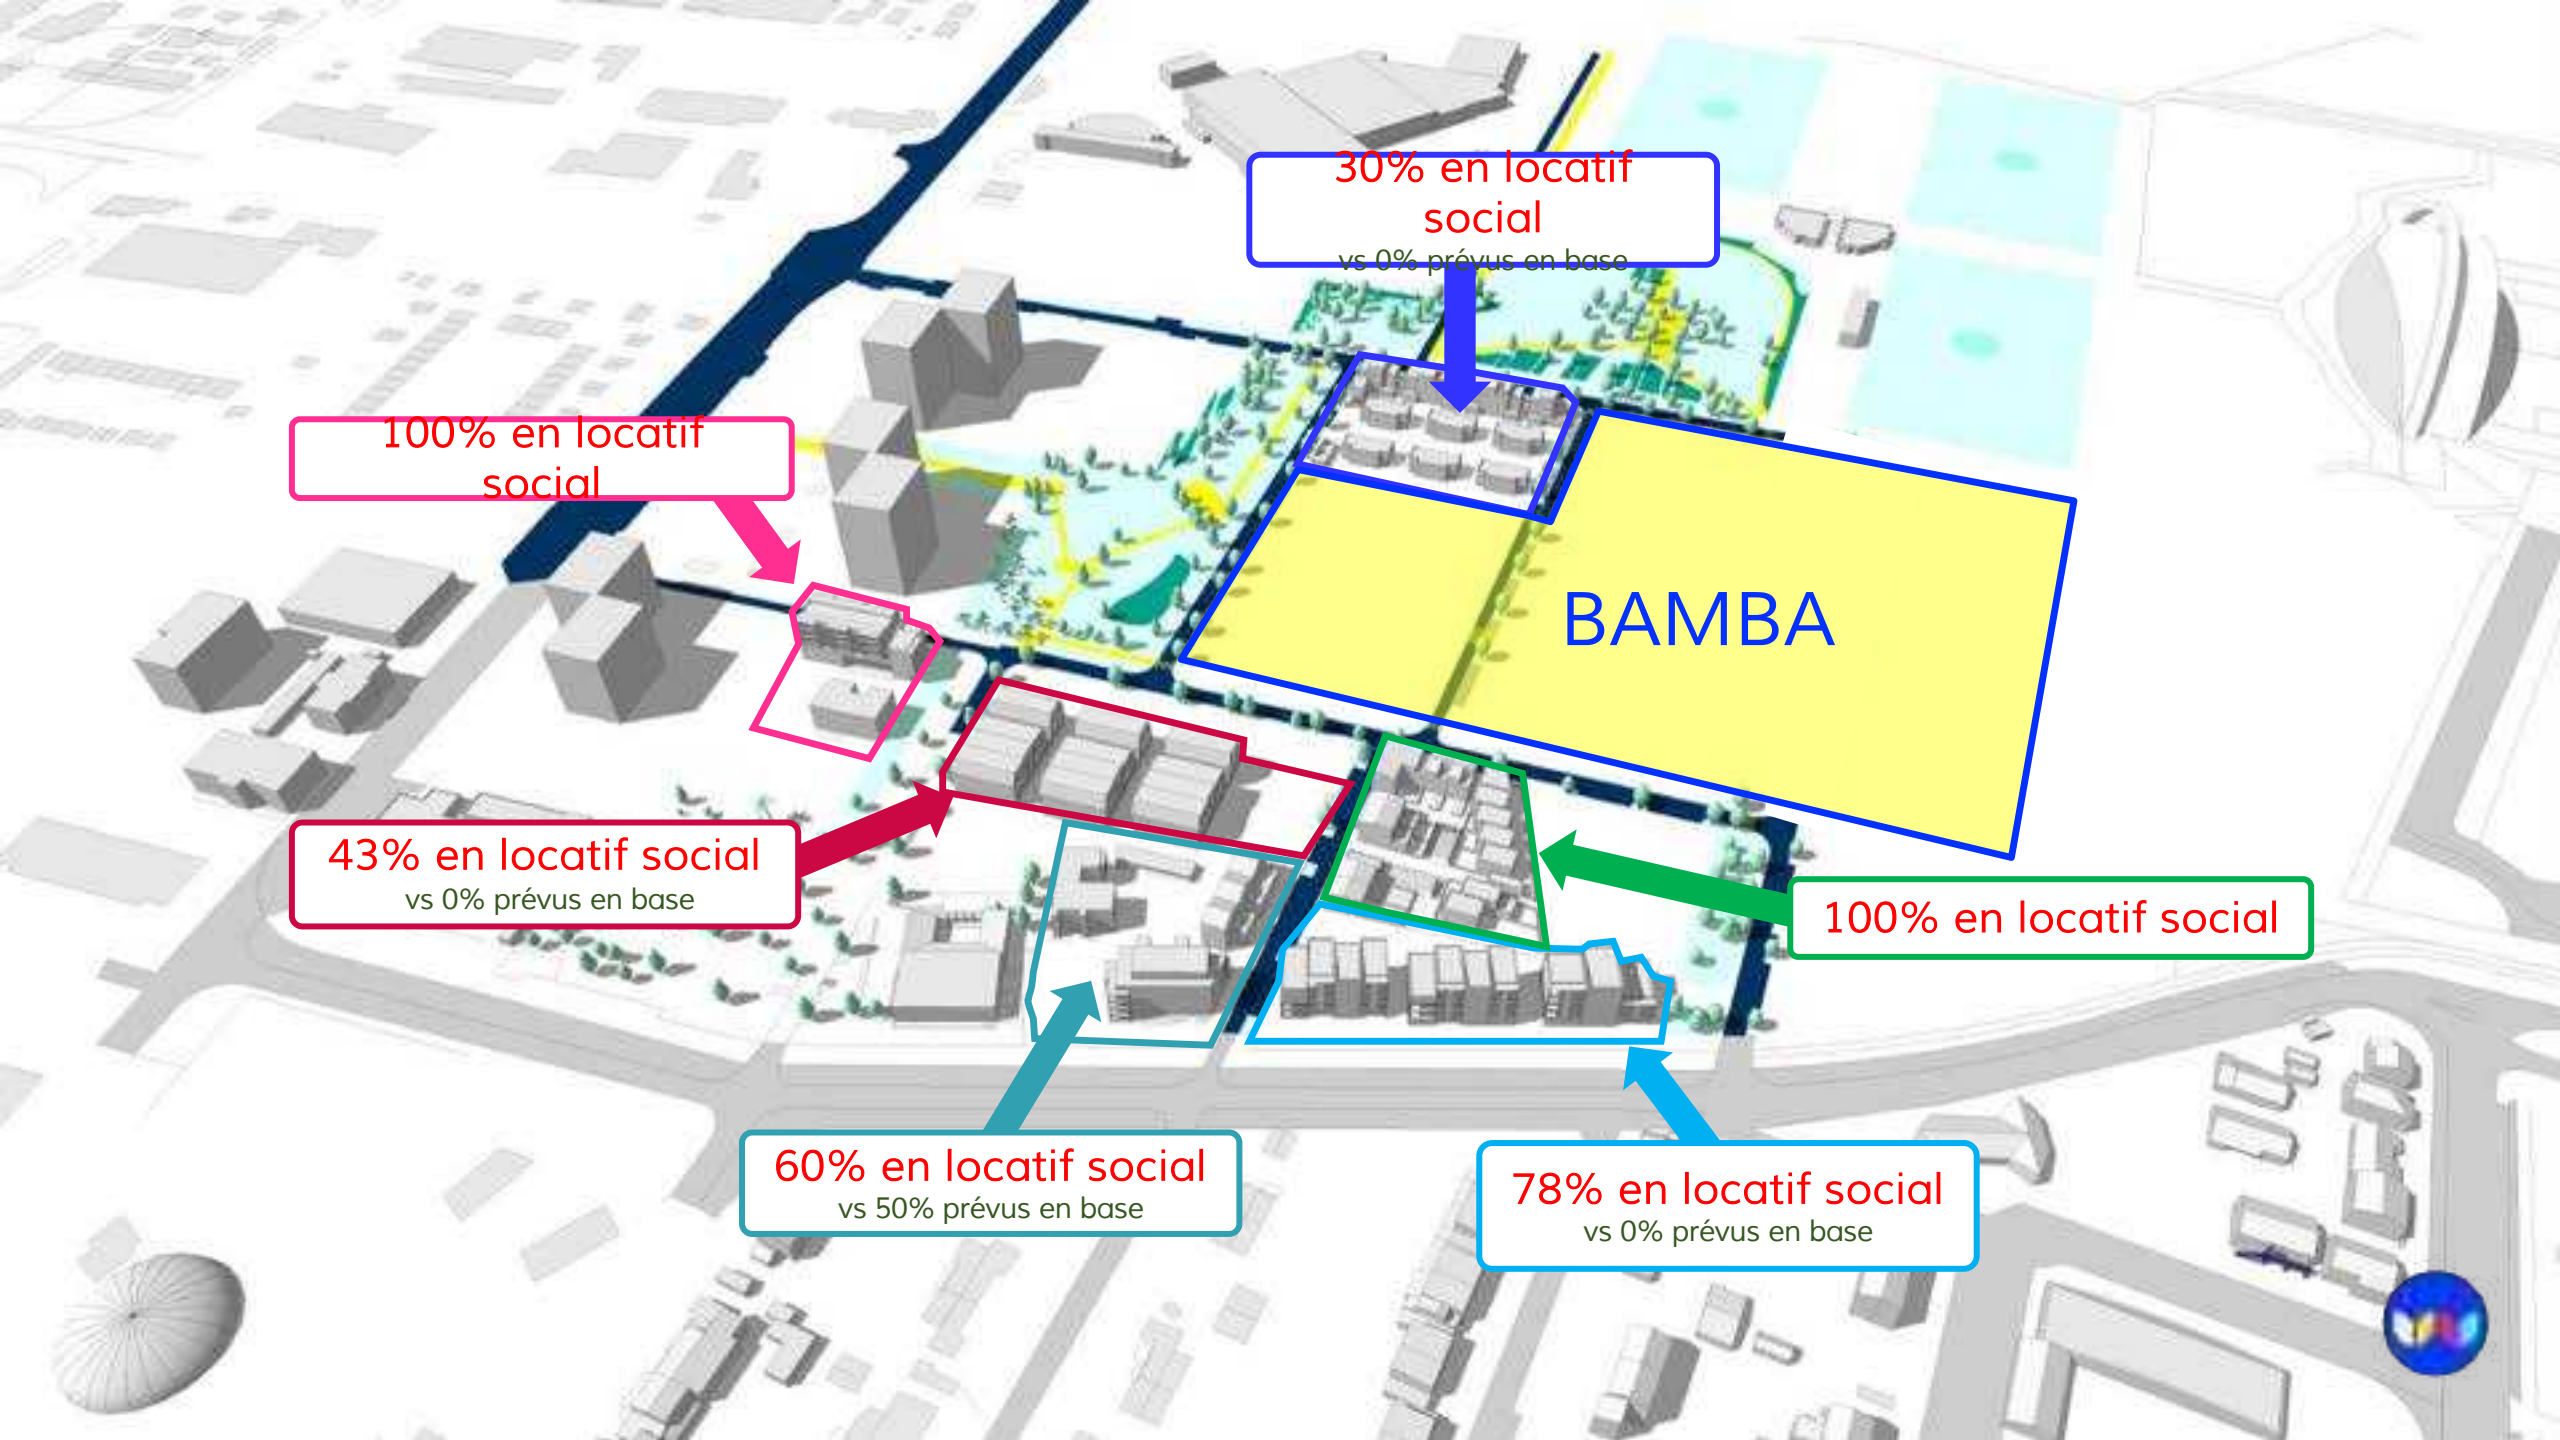 30% en locatif
social
vs 0% prévus en base
100% en locatif
social
BAMBA
43% en locatif social
vs 0% prévus en base
100% en locatif social
60% en locatif social
vs 50% prévus en base
78% en locatif social
vs 0% prévus en base